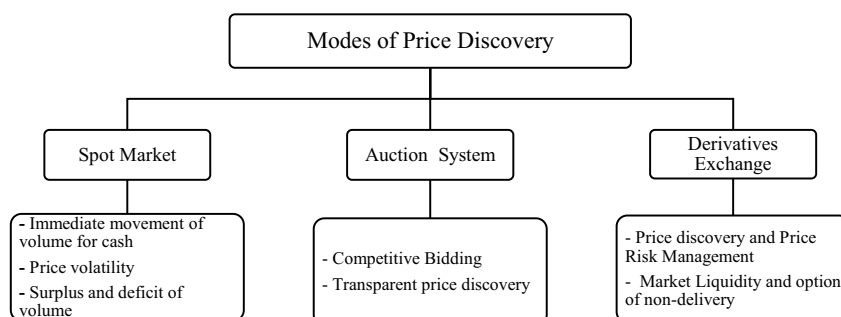 Modes of Price Discovery
Spot Market
Auction System
Derivatives
Exchange
- Immediate movement of
volume for cash
- Price volatility
- Surplus and deficit of
volume
- Competitive Bidding
- Transparent price discovery
- Price discovery and Price
Risk Management
- Market Liquidity and option
of non-delivery